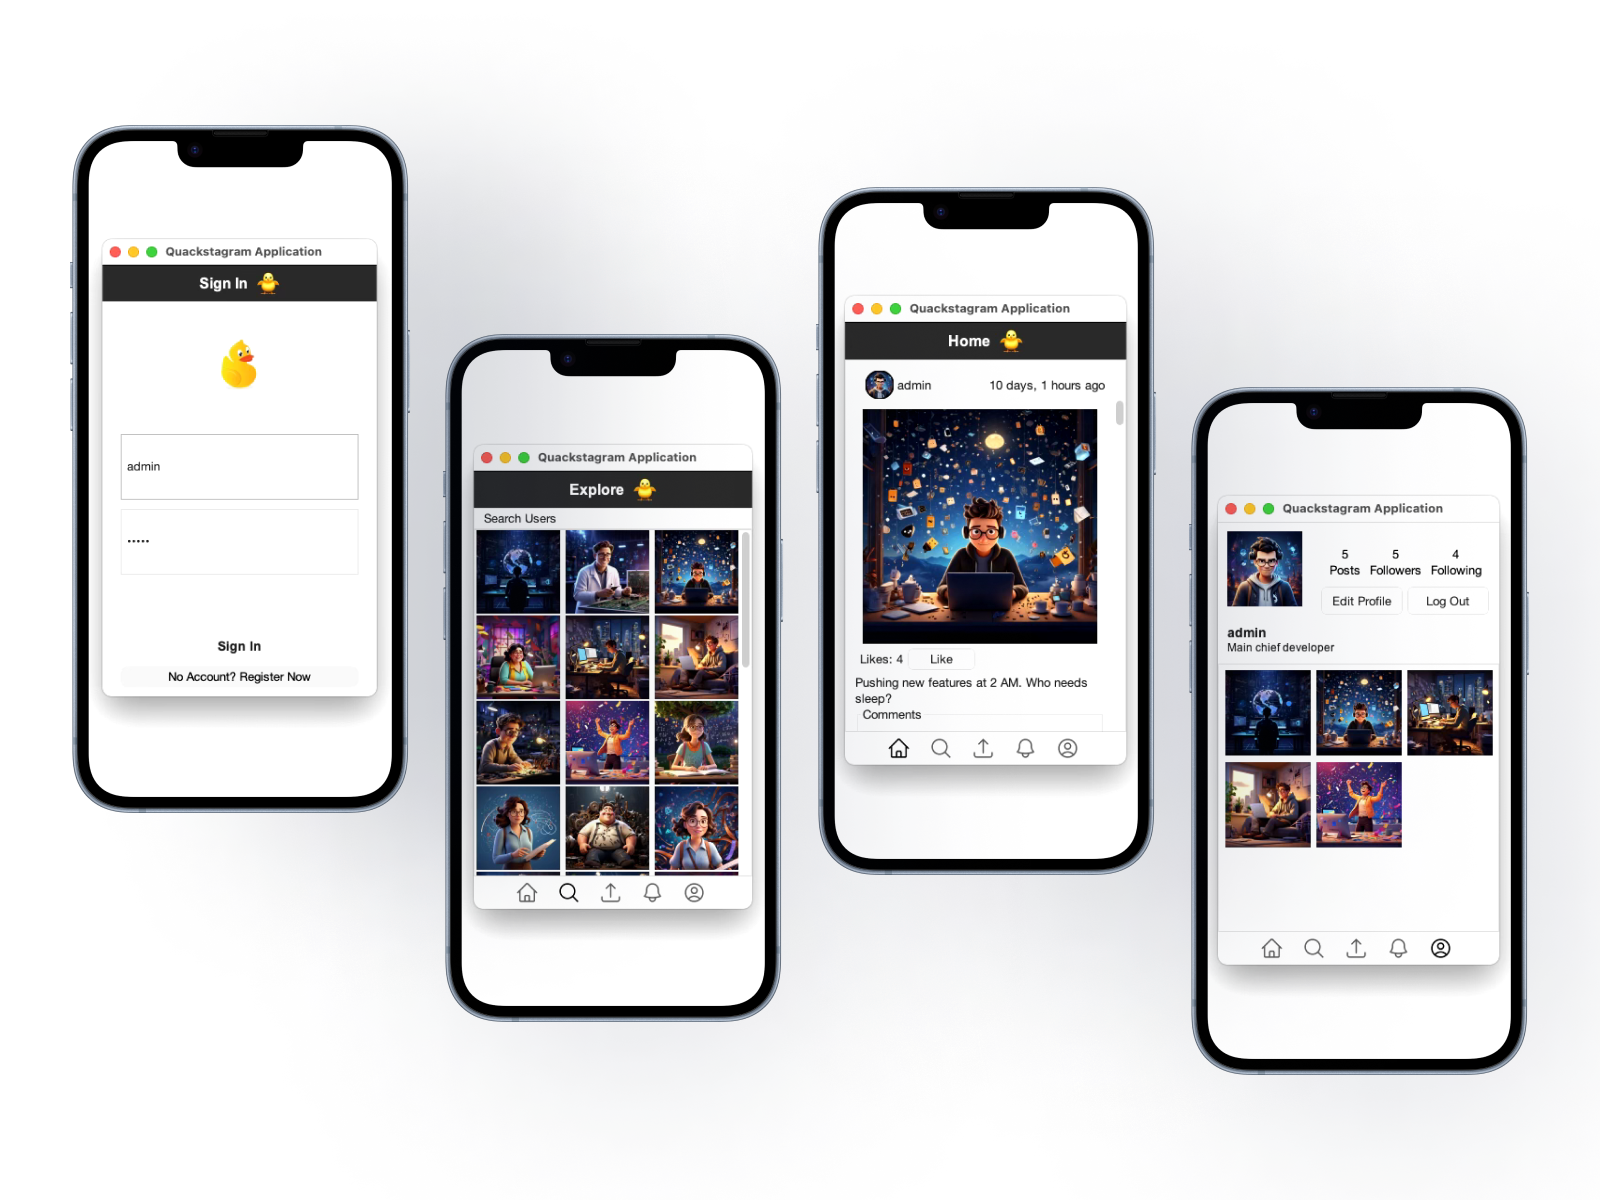 Quackstagram Application
Sign In
admin
•••••
Sign In
No Account? Register Now
Quackstagram Application
Explore
Search Users
Quackstagram Application
Home
admin 10 days, 1 hours ago
Likes: 4 Like
Pushing new features at 2 AM. Who needs
sleep?
Comments
Quackstagram Application
5 5 4
Posts Followers Following
Edit Profile Log Out
admin
Main chief developer